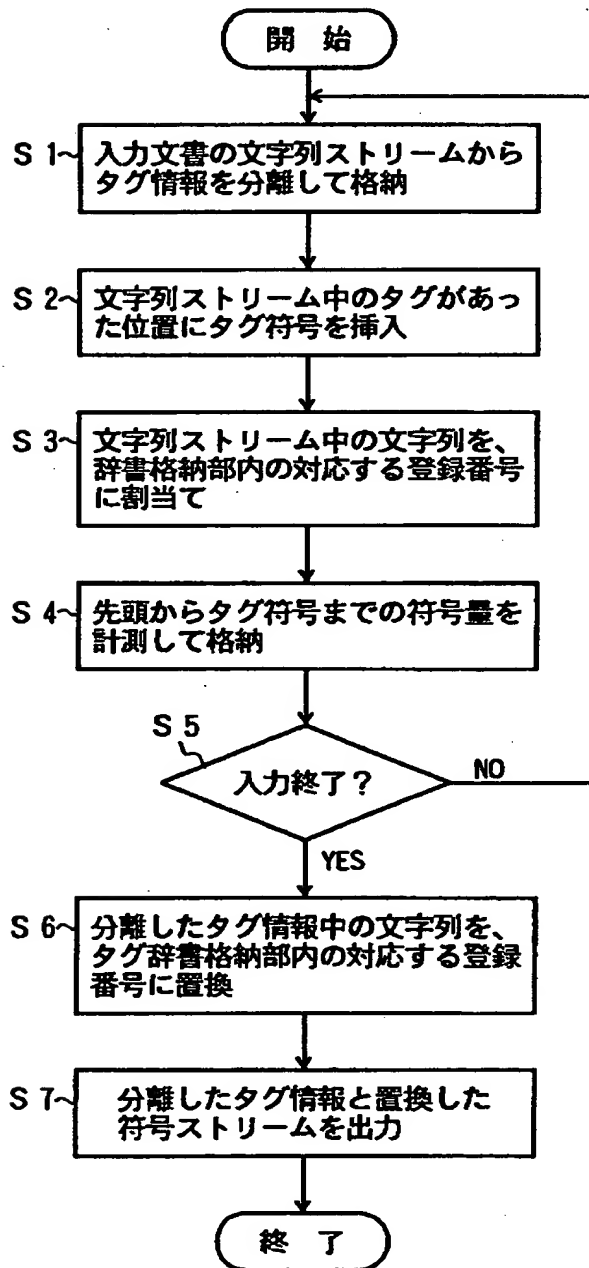 開 始
S 1 入力文書の文字列ストリームから
タグ情報を分離して格納
S 2 文字列ストリーム中のタグがあっ
た位置にタグ符号を挿入
S 3 文字列ストリーム中の文字列を、
辞書格納部内の対応する登録番号
に割当て
S 4 先頭からタグ符号までの符号量を
計測して格納
S 5
入力終了?
NO
YES
S 6 分離したタグ情報中の文字列を、
タグ辞書格納部内の対応する登録
番号に置換
S 7 分離したタグ情報と置換した
符号ストリームを出力
終 了